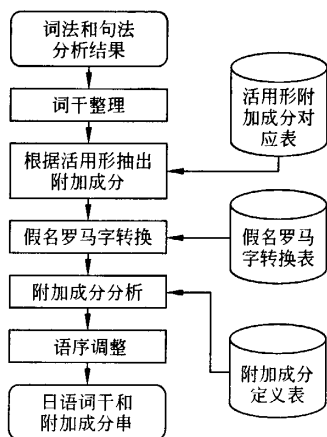 词法和句法
分析结果
词干整理
活用形附
加成分对
应表
根据活用形抽出
附加成分
假名罗马字转换
假名罗马
字转换表
附加成分分析
语序调整
附加成分
定义表
日语词干和
附加成分串